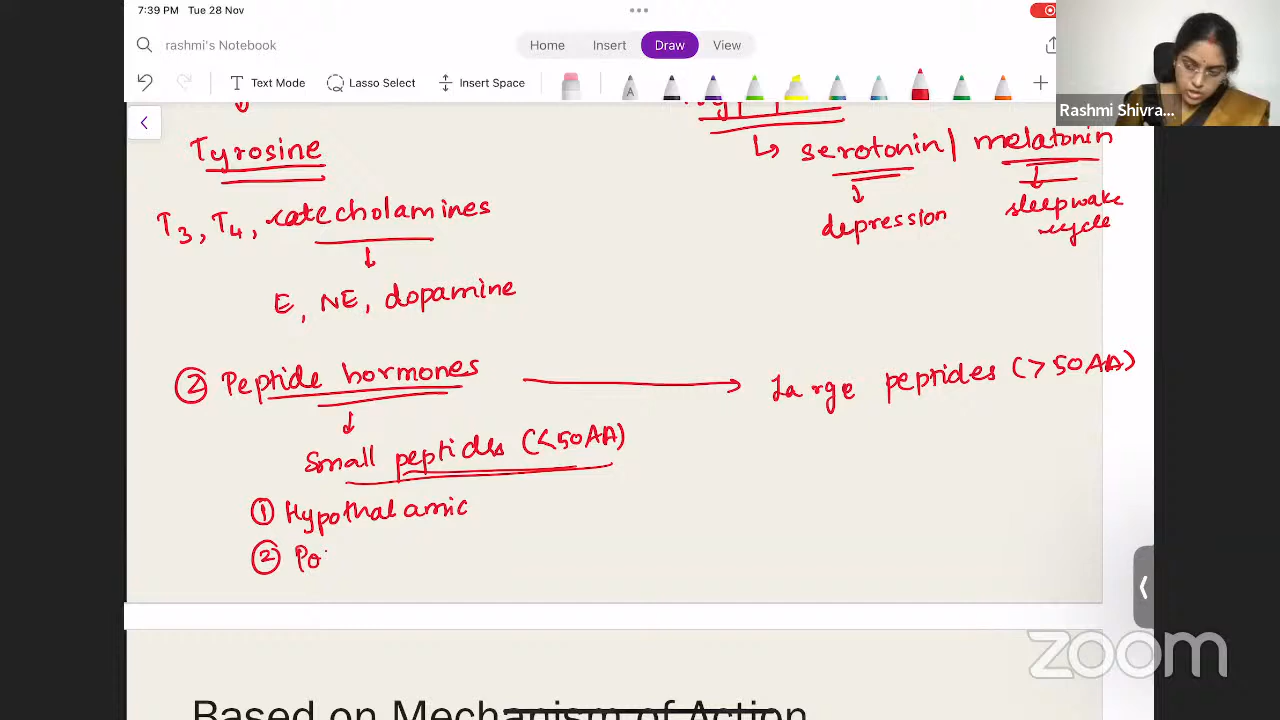 7:39 PM Tue 28 Nov
rashmi's Notebook
Home Insert Draw View
Text Mode Lasso Select Insert Space
A
Rashmi Shivra...
Tyrosine
serotonin / melatonin
T3, T4, catecholamines
depression
sleep wake
cycle
E, NE, dopamine
② Peptide hormones
Large peptides (>50AA)
Small peptides (<50AA)
① Hypothalamic
② Po
zoom
Based on Mechanism of Action